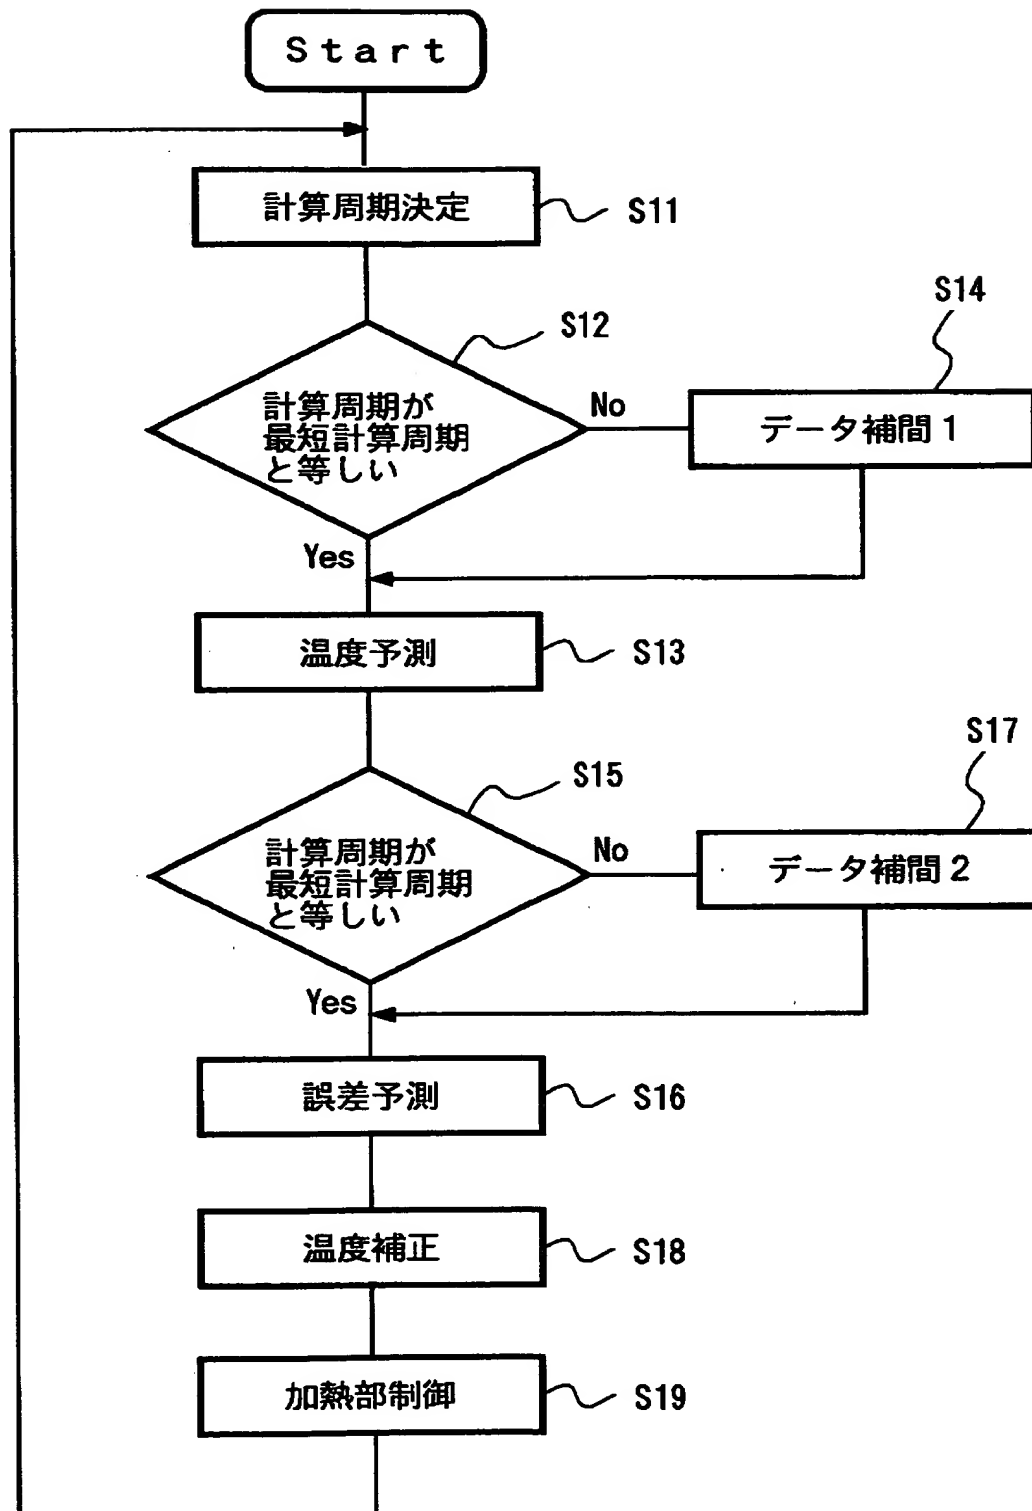 Start
計算周期決定
S11
S12
計算周期が
最短計算周期
と等しい
No
S14
データ補間1
Yes
温度予測
S13
S15
計算周期が
最短計算周期
と等しい
No
S17
データ補間2
Yes
誤差予測
S16
温度補正
S18
加熱部制御
S19